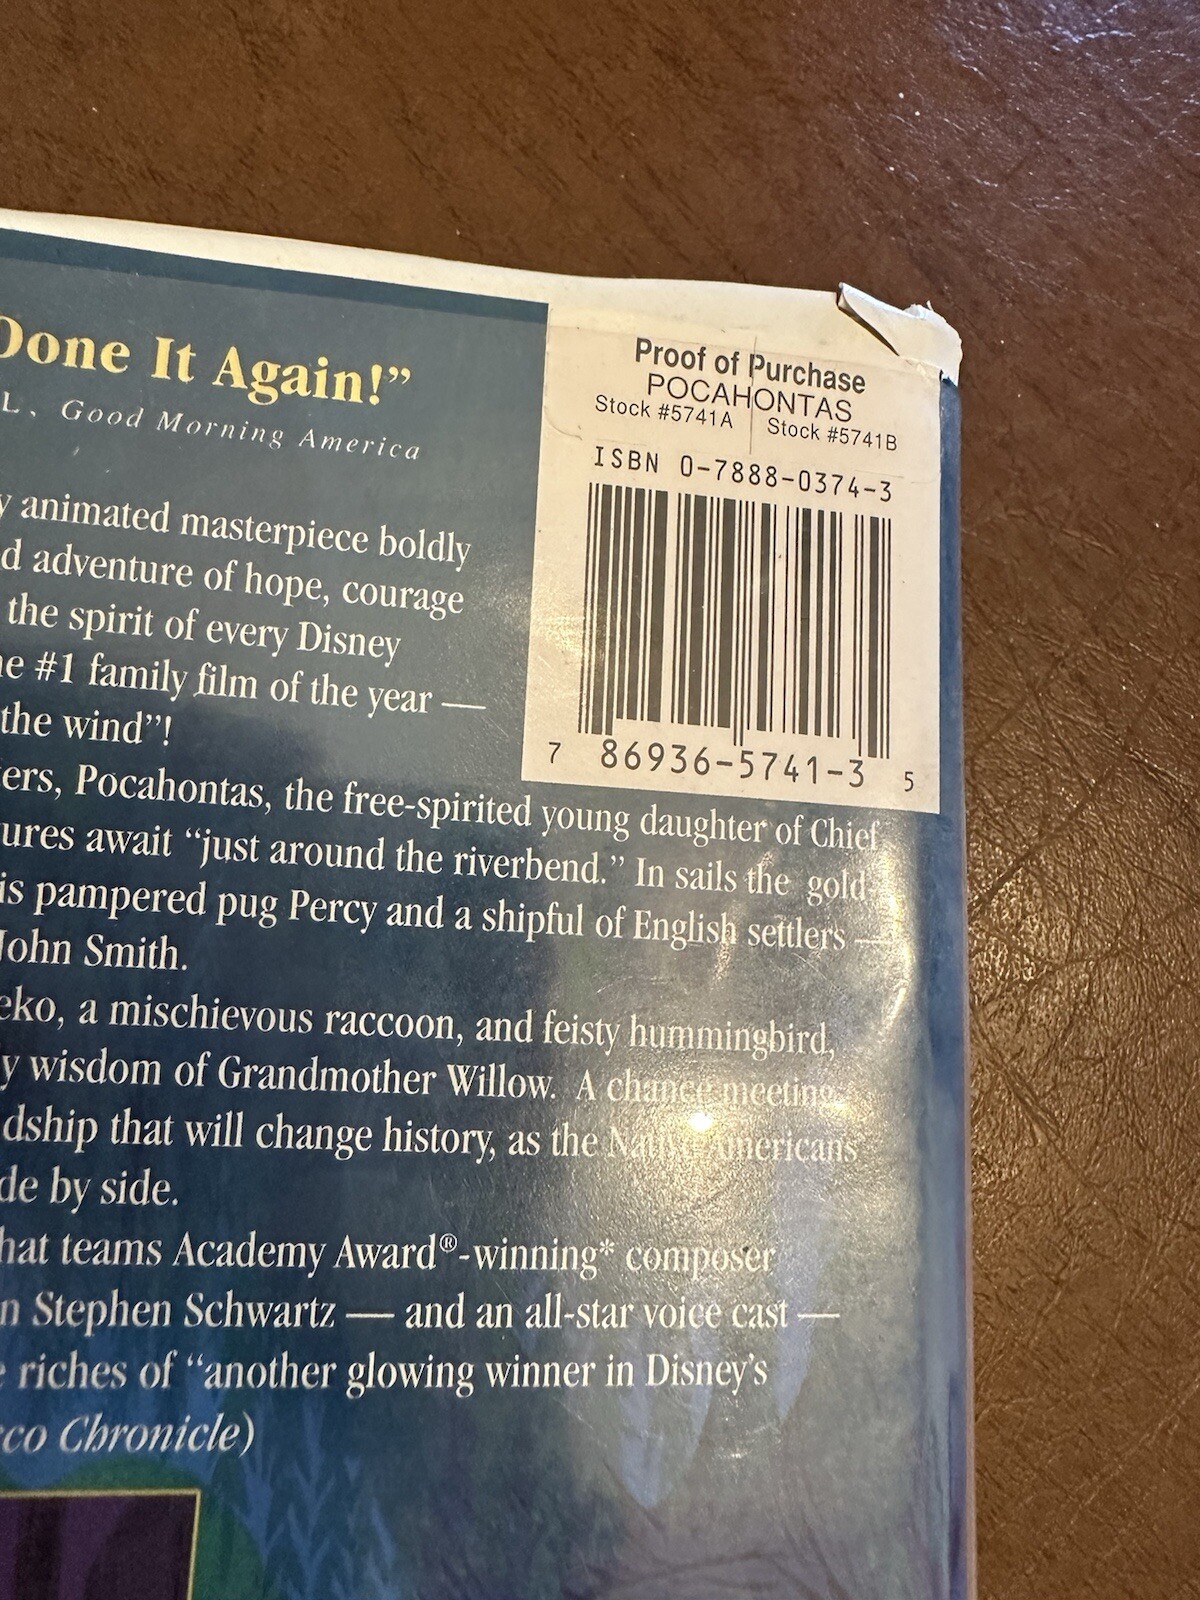 Done It Again!”
L, Good Morning America
Proof of Purchase
POCAHONTAS
Stock #5741A Stock #5741B
ISBN 0-7888-0374-3
7 86936-5741-3 5
y animated masterpiece boldly
d adventure of hope, courage
the spirit of every Disney
#1 family film of the year —
the wind”!
ers, Pocahontas, the free-spirited young daughter of Chief
tures await “just around the riverbend.” In sails the gold-
is pampered pug Percy and a shipful of English settlers —
John Smith.
eko, a mischievous raccoon, and feisty hummingbird,
y wisdom of Grandmother Willow. A chance meeting
dship that will change history, as the Native Americans
de by side.
hat teams Academy Award®-winning* composer
n Stephen Schwartz — and an all-star voice cast —
e riches of “another glowing winner in Disney’s
co Chronicle)